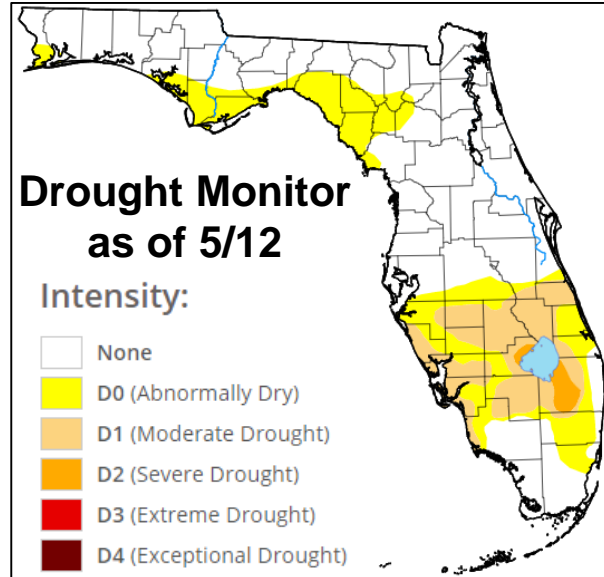 Drought Monitor
as of 5/12
Intensity:
None
D0 (Abnormally Dry)
D1 (Moderate Drought)
D2 (Severe Drought)
D3 (Extreme Drought)
D4 (Exceptional Drought)